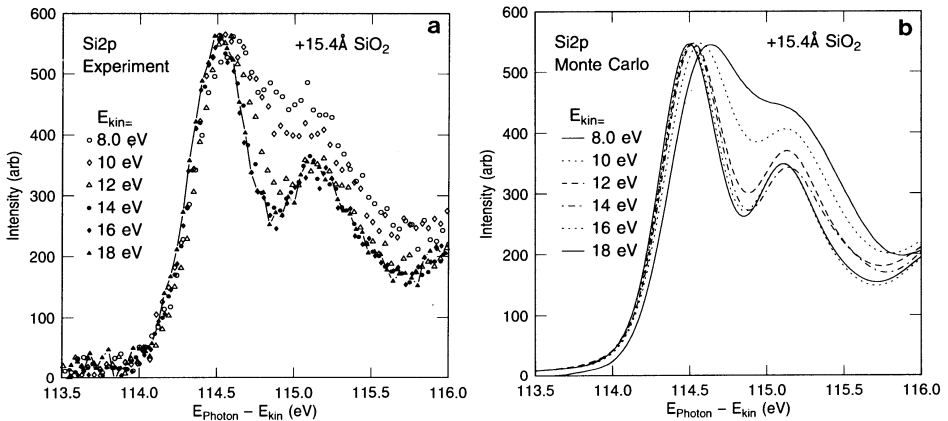 a
Si2p
Experiment
+15.4Å SiO2
Ekin=
8.0 eV
10 eV
12 eV
14 eV
16 eV
18 eV
600
500
400
300
200
100
0
Intensity (arb)
113.5 114.0 114.5 115.0 115.5 116.0
EPhoton – Ekin (eV)
b
Si2p
Monte Carlo
+15.4Å SiO2
Ekin=
8.0 eV
10 eV
12 eV
14 eV
16 eV
18 eV
600
500
400
300
200
100
0
Intensity (arb)
113.5 114.0 114.5 115.0 115.5 116.0
EPhoton – Ekin (eV)